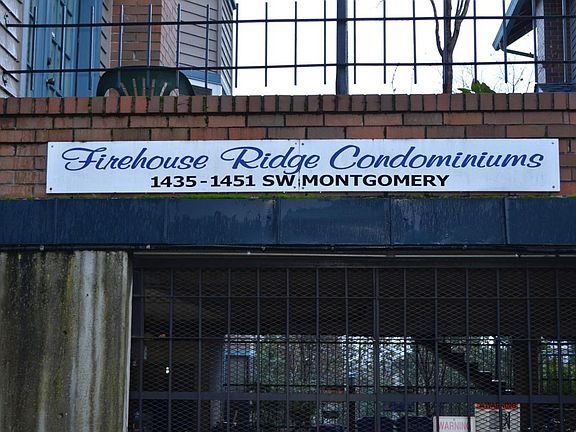 Firehouse Ridge Condominiums
1435-1451 SW MONTGOMERY
WARNING